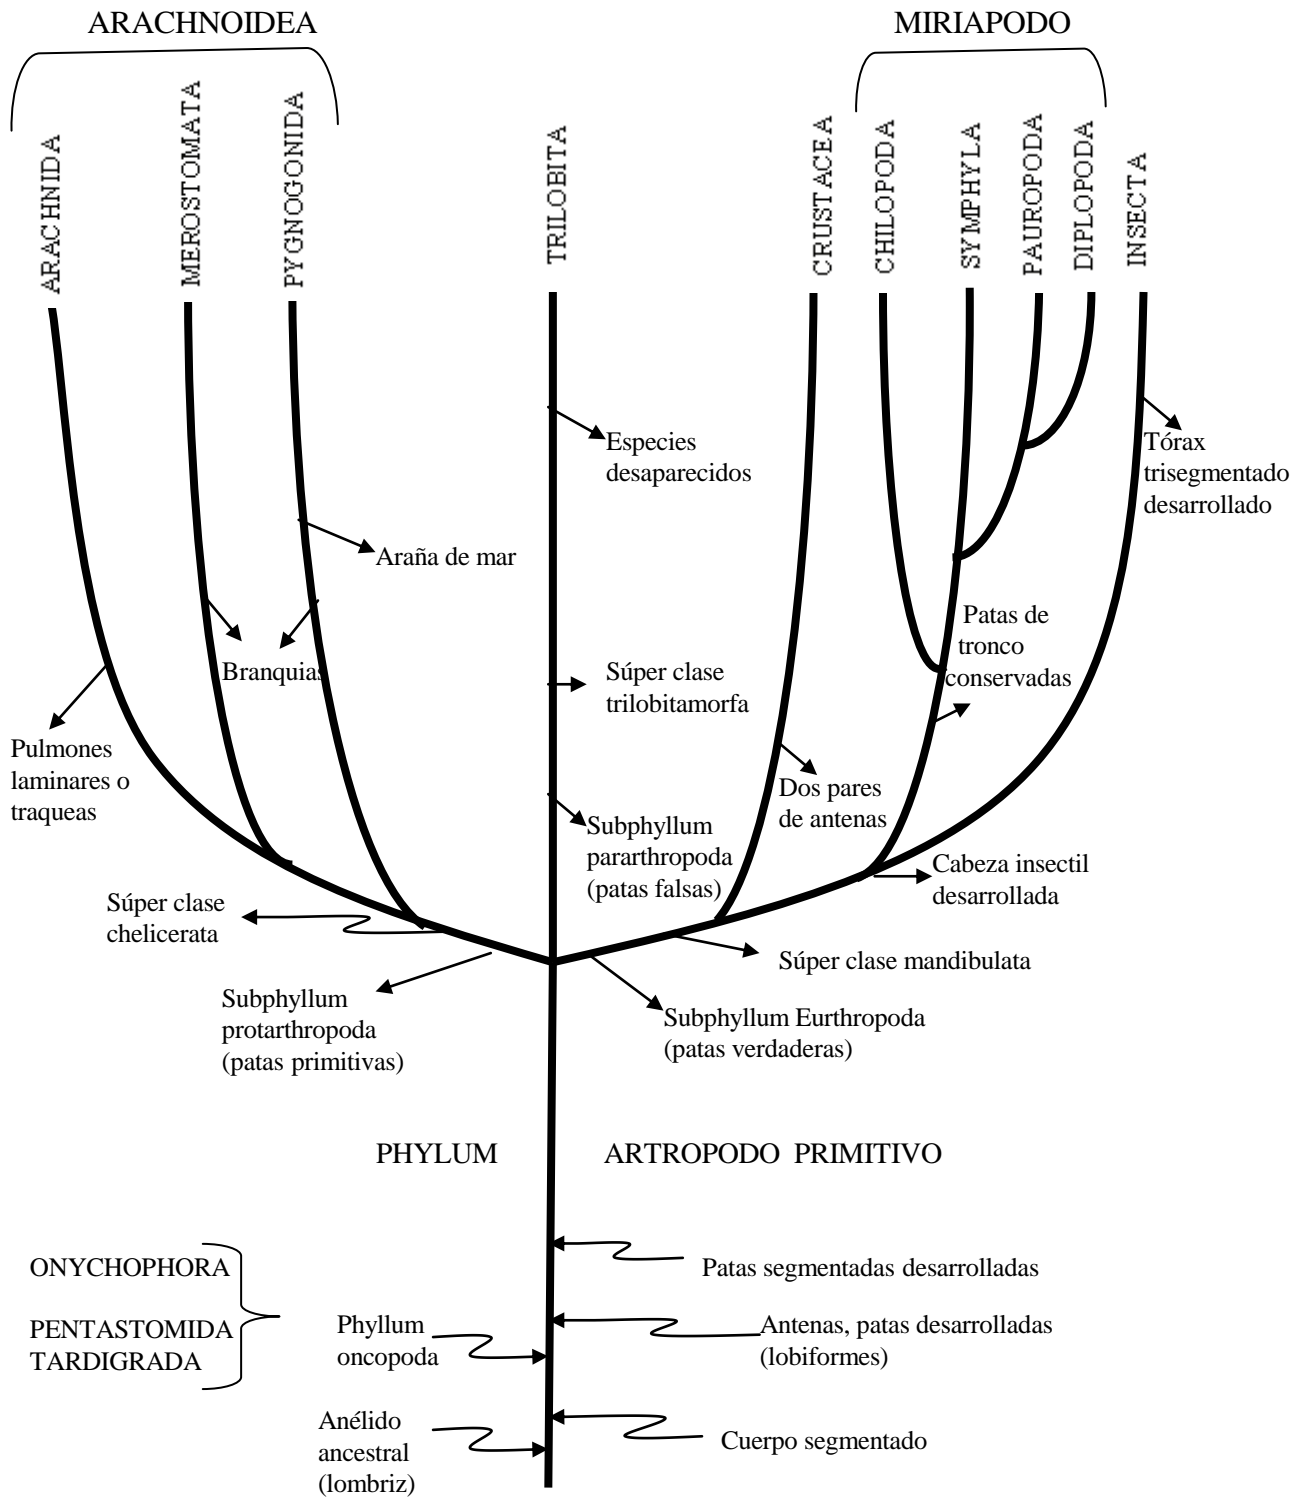 ARACHNOIDEA
MIRIAPODO
ARACHNIDA
MEROSTOMATA
PYGNOGONIDA
TRILOBITA
CRUSTACEA
CHILOPODA
SYMPHYLA
PAUROPODA
DIPLOPODA
INSECTA
Especies
desaparecidos
Tórax
trisegmentado
desarrollado
Araña de mar
Branquias
Patas de
tronco
conservadas
Súper clase
trilobitamorfa
Pulmones
laminares o
traqueas
Dos pares
de antenas
Subphyllum
pararthropoda
(patas falsas)
Cabeza insectil
desarrollada
Súper clase
chelicerata
Súper clase mandibulata
Subphyllum
protarthropoda
(patas primitivas)
Subphyllum Eurthropoda
(patas verdaderas)
PHYLUM
ARTROPODO PRIMITIVO
ONYCHOPHORA
PENTASTOMIDA
TARDIGRADA
Patas segmentadas desarrolladas
Phyllum
oncopoda
Antenas, patas desarrolladas
(lobiformes)
Anélido
ancestral
(lombriz)
Cuerpo segmentado